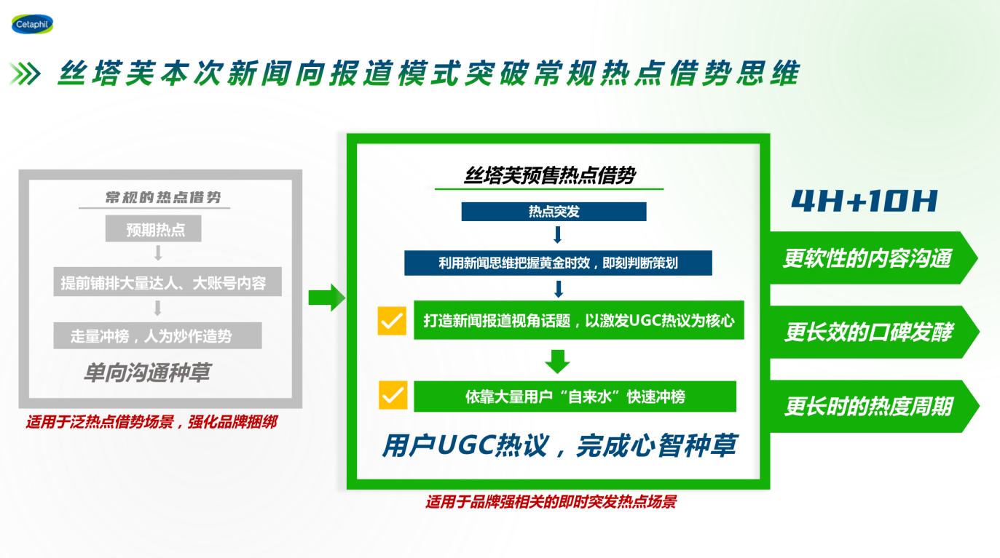 Cetaphil
丝塔芙本次新闻向报道模式突破常规热点借势思维
常规的热点借势
预期热点
提前铺排大量达人、大账号内容
走量冲榜，人为炒作造势
单向沟通种草
适用于泛热点借势场景，强化品牌捆绑
丝塔芙预售热点借势
热点突发
利用新闻思维把握黄金时效，即刻判断策划
打造新闻报道视角话题，以激发UGC热议为核心
依靠大量用户“自来水”快速冲榜
用户UGC热议，完成心智种草
适用于品牌强相关的即时突发热点场景
4H+10H
更软性的内容沟通
更长效的口碑发酵
更长时的热度周期